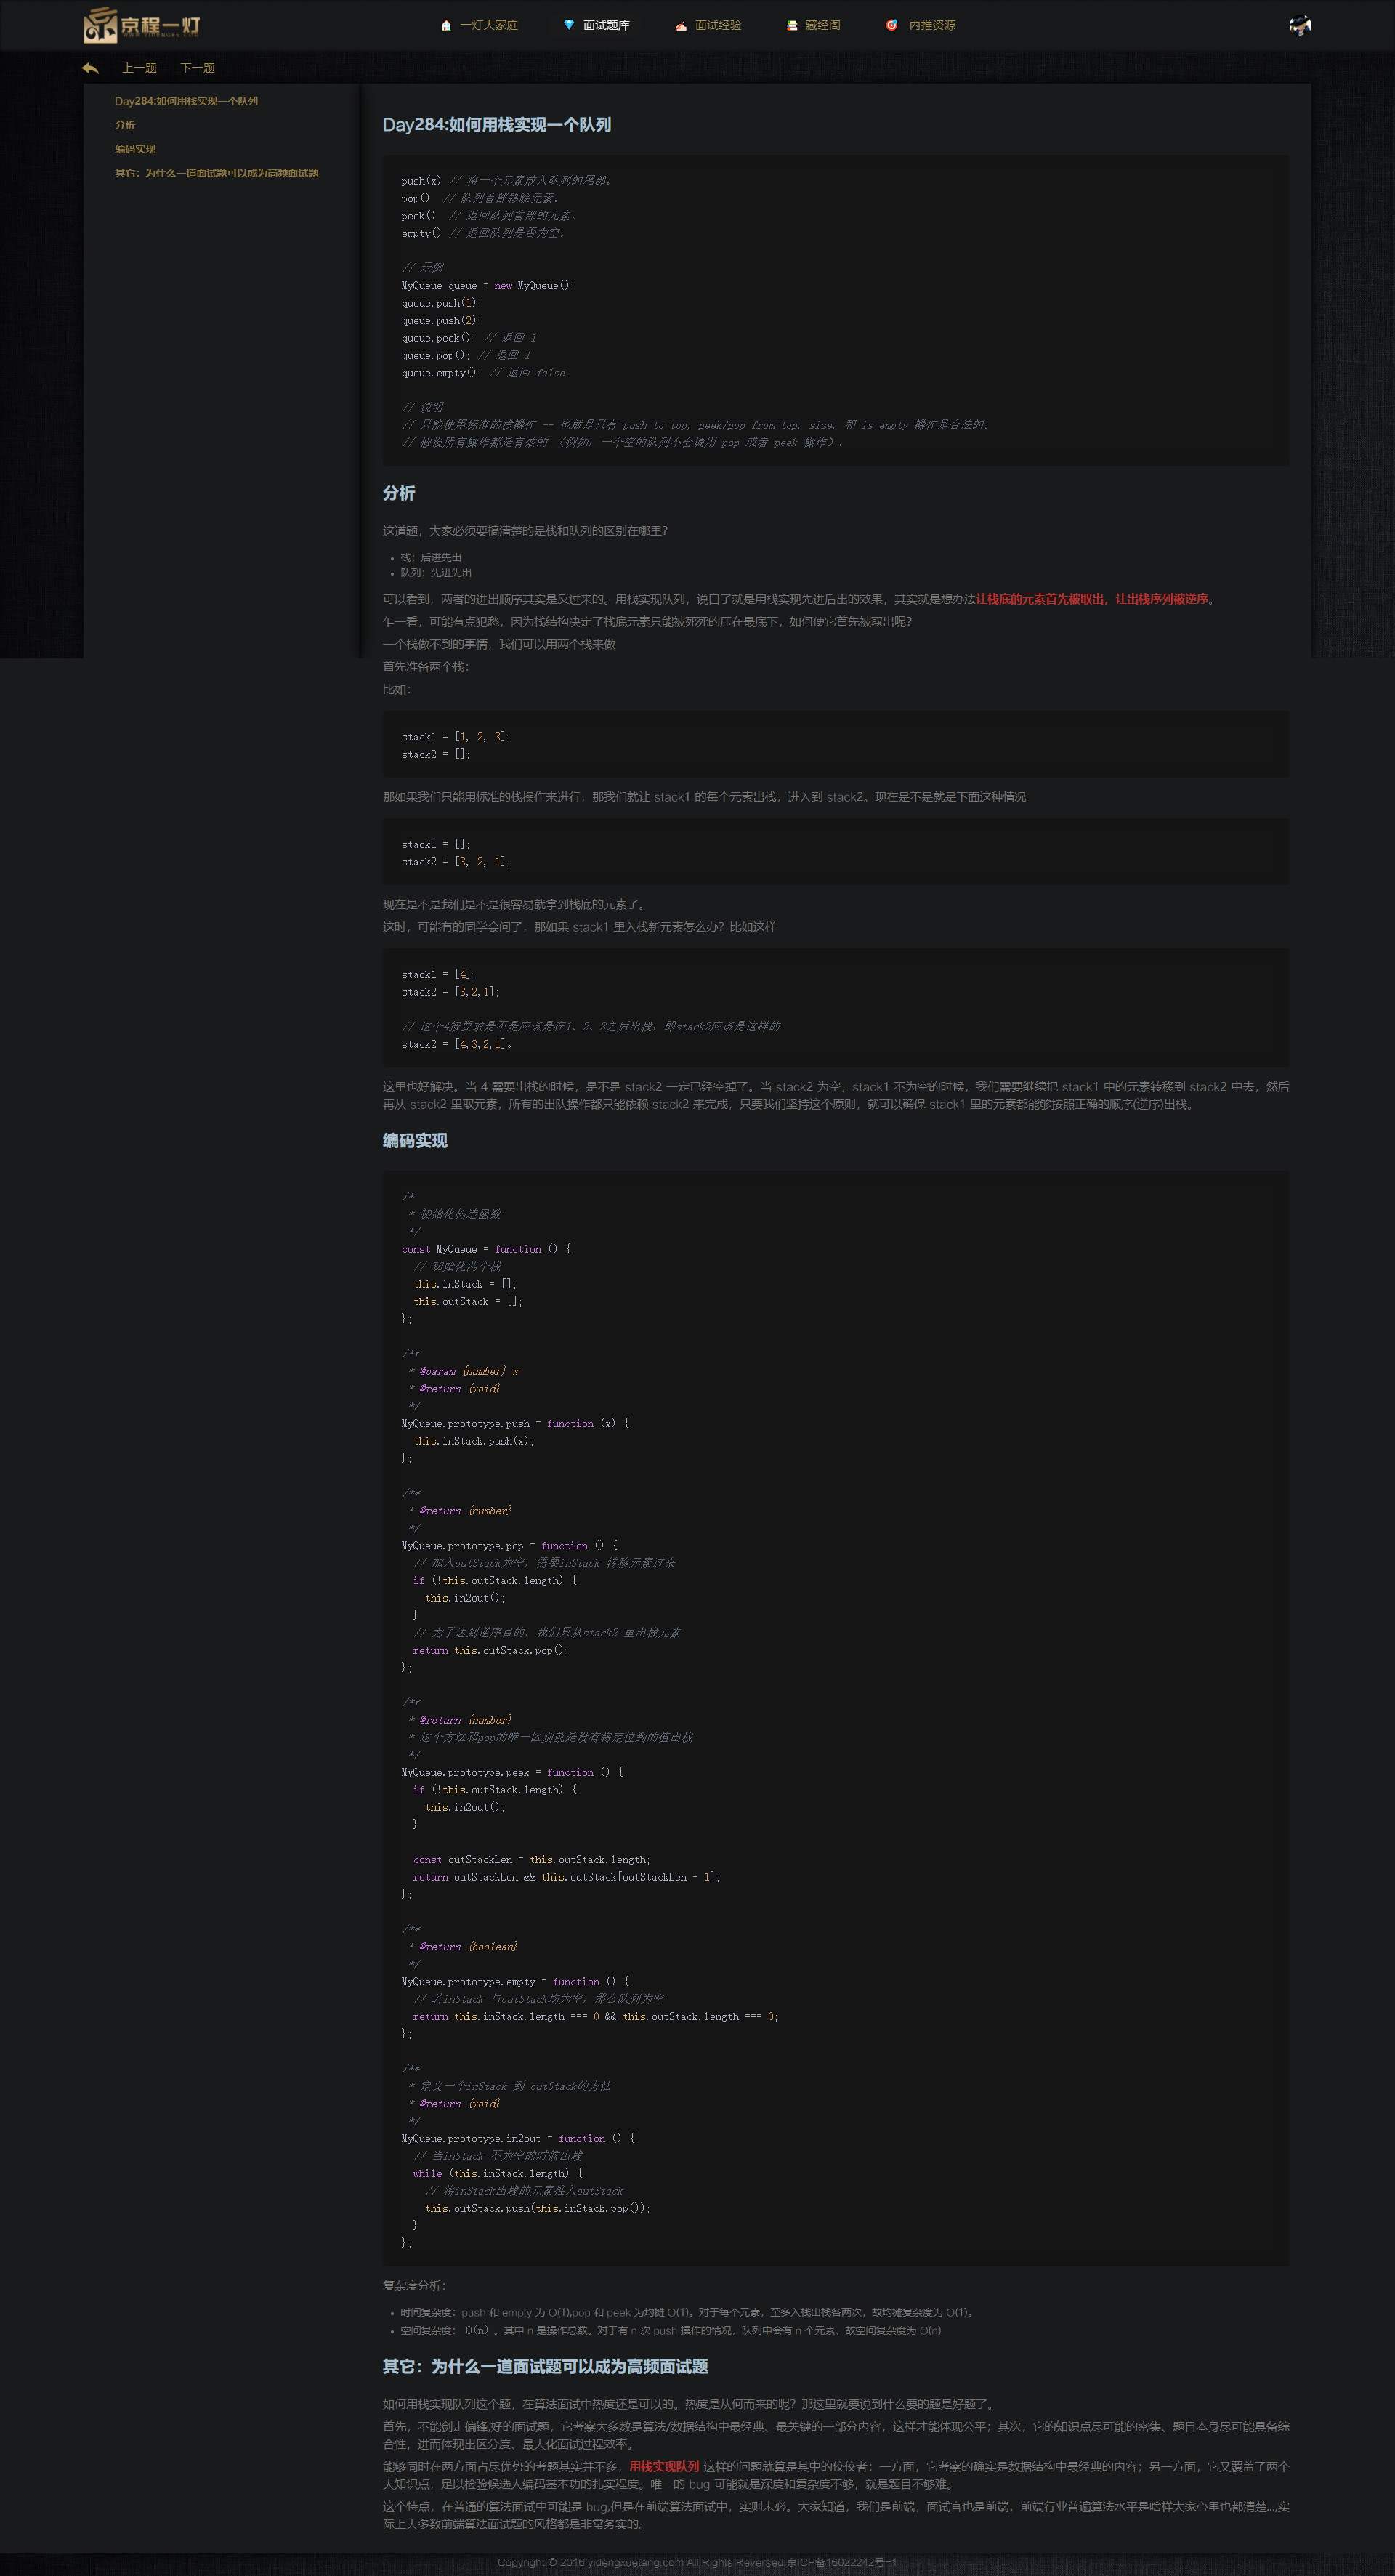 京程一灯
WWW.YIDENGFE.COM
一灯大家庭
面试题库
面试经验
藏经阁
内推资源
上一题 下一题
Day284:如何用栈实现一个队列
分析
编码实现
其它：为什么一道面试题可以成为高频面试题
Day284:如何用栈实现一个队列
push(x) // 将一个元素放入队列的尾部。
pop()  // 队列首部移除元素。
peek()  // 返回队列首部的元素。
empty() // 返回队列是否为空。
// 示例
MyQueue queue = new MyQueue();
queue.push(1);
queue.push(2);
queue.peek(); // 返回 1
queue.pop(); // 返回 1
queue.empty(); // 返回 false
// 说明
// 只能使用标准的栈操作 -- 也就是只有 push to top, peek/pop from top, size, 和 is empty 操作是合法的。
// 假设所有操作都是有效的 （例如，一个空的队列不会调用 pop 或者 peek 操作）。
分析
这道题，大家必须要搞清楚的是栈和队列的区别在哪里？
• 栈：后进先出
• 队列：先进先出
可以看到，两者的进出顺序其实是反过来的。用栈实现队列，说白了就是用栈实现先进后出的效果，其实就是想办法让栈底的元素首先被取出，让出栈序列被逆序。
乍一看，可能有点犯愁，因为栈结构决定了栈底元素只能被死死的压在最底下，如何使它首先被取出呢？
一个栈做不到的事情，我们可以用两个栈来做
首先准备两个栈：
比如：
stack1 = [1, 2, 3];
stack2 = [];
那如果我们只能用标准的栈操作来进行，那我们就让 stack1 的每个元素出栈，进入到 stack2。现在是不是就是下面这种情况
stack1 = [];
stack2 = [3, 2, 1];
现在是不是我们是不是很容易就拿到栈底的元素了。
这时，可能有的同学会问了，那如果 stack1 里入栈新元素怎么办？比如这样
stack1 = [4];
stack2 = [3,2,1];
// 这个4按要求是不是应该是在1、2、3之后出栈，即stack2应该是这样的
stack2 = [4,3,2,1]。
这里也好解决。当 4 需要出栈的时候，是不是 stack2 一定已经空掉了。当 stack2 为空，stack1 不为空的时候，我们需要继续把 stack1 中的元素转移到 stack2 中去，然后
再从 stack2 里取元素，所有的出队操作都只能依赖 stack2 来完成，只要我们坚持这个原则，就可以确保 stack1 里的元素都能够按照正确的顺序(逆序)出栈。
编码实现
/*
 * 初始化构造函数
 */
const MyQueue = function () {
  // 初始化两个栈
  this.inStack = [];
  this.outStack = [];
};
/**
 * @param {number} x
 * @return {void}
 */
MyQueue.prototype.push = function (x) {
  this.inStack.push(x);
};
/**
 * @return {number}
 */
MyQueue.prototype.pop = function () {
  // 加入outStack为空，需要inStack 转移元素过来
  if (!this.outStack.length) {
    this.in2out();
  }
  // 为了达到逆序目的，我们只从stack2 里出栈元素
  return this.outStack.pop();
};
/**
 * @return {number}
 * 这个方法和pop的唯一区别就是没有将定位到的值出栈
 */
MyQueue.prototype.peek = function () {
  if (!this.outStack.length) {
    this.in2out();
  }
  const outStackLen = this.outStack.length;
  return outStackLen && this.outStack[outStackLen - 1];
};
/**
 * @return {boolean}
 */
MyQueue.prototype.empty = function () {
  // 若inStack 与outStack均为空，那么队列为空
  return this.inStack.length === 0 && this.outStack.length === 0;
};
/**
 * 定义一个inStack 到 outStack的方法
 * @return {void}
 */
MyQueue.prototype.in2out = function () {
  // 当inStack 不为空的时候出栈
  while (this.inStack.length) {
    // 将inStack出栈的元素推入outStack
    this.outStack.push(this.inStack.pop());
  }
};
复杂度分析：
• 时间复杂度：push 和 empty 为 O(1),pop 和 peek 为均摊 O(1)。对于每个元素，至多入栈出栈各两次，故均摊复杂度为 O(1)。
• 空间复杂度： O(n) 。其中 n 是操作总数。对于有 n 次 push 操作的情况，队列中会有 n 个元素，故空间复杂度为 O(n)
其它：为什么一道面试题可以成为高频面试题
如何用栈实现队列这个题，在算法面试中热度还是可以的。热度是从何而来的呢？那这里就要说到什么要的题是好题了。
首先，不能剑走偏锋,好的面试题，它考察大多数是算法/数据结构中最经典、最关键的一部分内容，这样才能体现公平；其次，它的知识点尽可能的密集、题目本身尽可能具备综
合性，进而体现出区分度、最大化面试过程效率。
能够同时在两方面占尽优势的考题其实并不多，用栈实现队列 这样的问题就算是其中的佼佼者：一方面，它考察的确实是数据结构中最经典的内容；另一方面，它又覆盖了两个
大知识点，足以检验候选人编码基本功的扎实程度。唯一的 bug 可能就是深度和复杂度不够，就是题目不够难。
这个特点，在普通的算法面试中可能是 bug,但是在前端算法面试中，实则未必。大家知道，我们是前端，面试官也是前端，前端行业普遍算法水平是啥样大家心里也都清楚...,实
际上大多数前端算法面试题的风格都是非常务实的。
Copyright © 2016 yidengxuetang.com All Rights Reversed.京ICP备16022242号-1